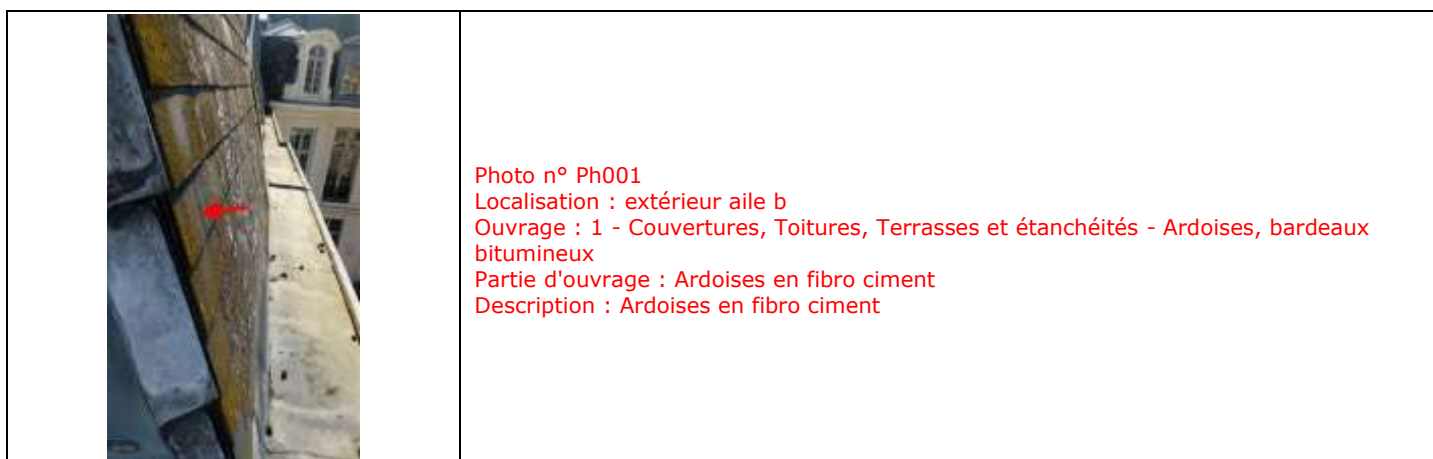 Photo n° Ph001
Localisation : extérieur aile b
Ouvrage : 1 - Couvertures, Toitures, Terrasses et étanchéités - Ardoises, bardeaux
bitumineux
Partie d'ouvrage : Ardoises en fibro ciment
Description : Ardoises en fibro ciment